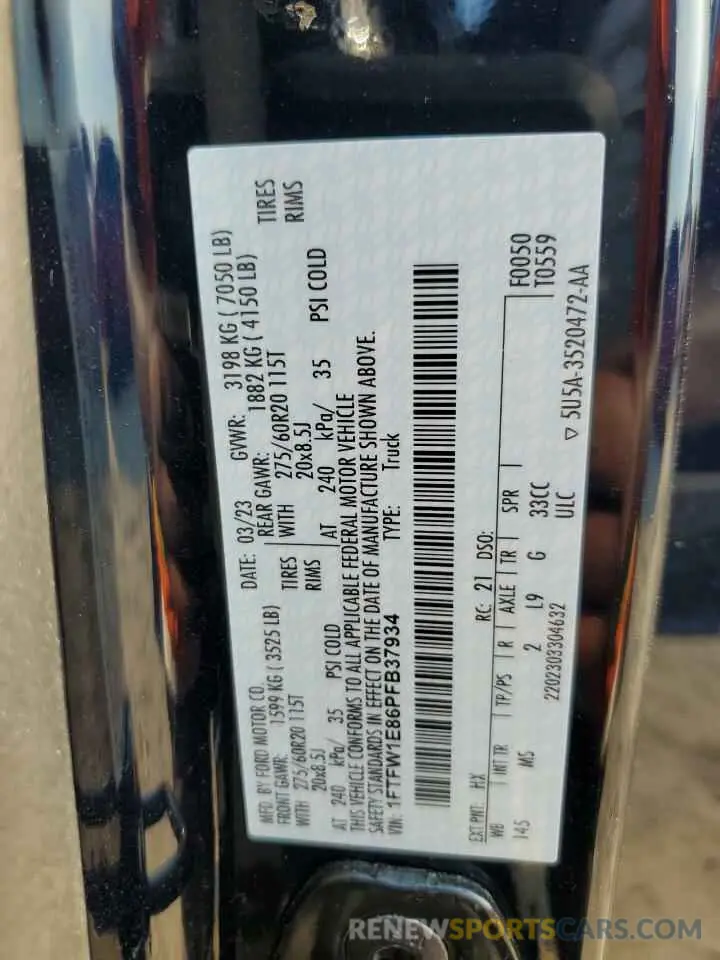 MFD BY FORD MOTOR CO.
DATE: 03/23 GVWR: 3198 KG ( 7050 LB)
FRONT GAWR: 1599 KG ( 3525 LB) REAR GAWR: 1882 KG ( 4150 LB)
WITH 275/60R20 115T TIRES WITH 275/60R20 115T TIRES
20x8.5J RIMS 20x8.5J RIMS
AT 240 kPa/ 35 PSI COLD AT 240 kPa/ 35 PSI COLD
THIS VEHICLE CONFORMS TO ALL APPLICABLE FEDERAL MOTOR VEHICLE
SAFETY STANDARDS IN EFFECT ON THE DATE OF MANUFACTURE SHOWN ABOVE.
VIN: 1FTFW1E86PFB37934 TYPE: Truck
EXT PNT: HX RC: 21 DSO:
WB INT TR TP/PS R AXLE TR SPR F0050
145 MS 2 L9 G 33CC T0559
ULC
2202303304632 ▽ 5U5A-3520472-AA
RENEWSPORTSCARS.COM